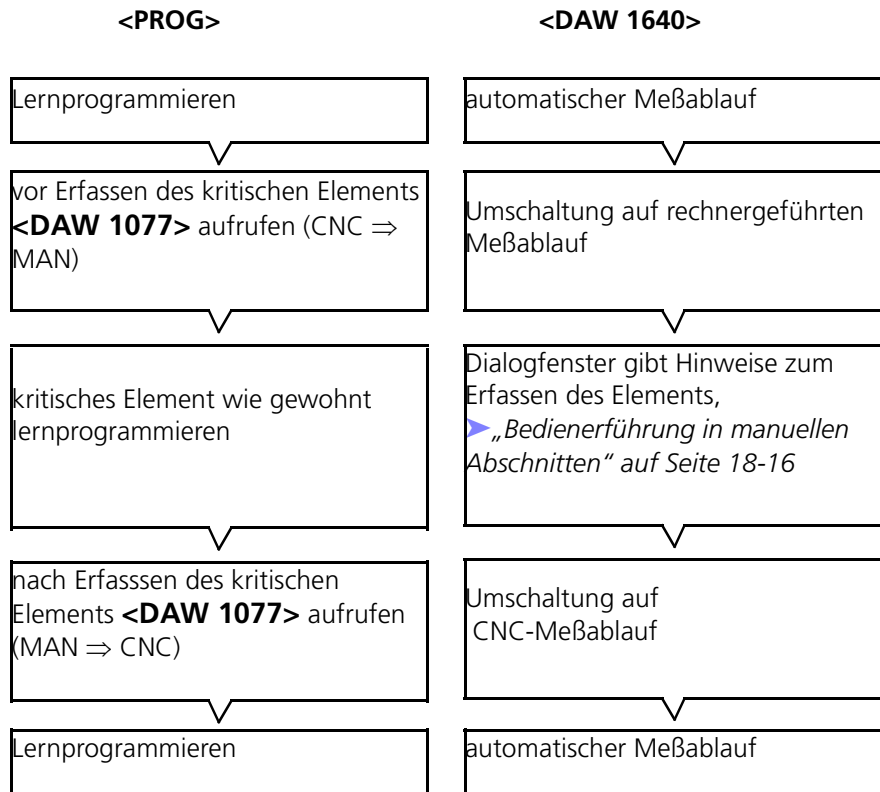 <PROG>
Lernprogrammieren
vor Erfassen des kritischen Elements
<DAW 1077> aufrufen (CNC ⇒
MAN)
kritisches Element wie gewohnt
lernprogrammieren
nach Erfasssen des kritischen
Elements <DAW 1077> aufrufen
(MAN ⇒ CNC)
Lernprogrammieren
<DAW 1640>
automatischer Meßablauf
Umschaltung auf rechnergeführten
Meßablauf
Dialogfenster gibt Hinweise zum
Erfassen des Elements,
➤„Bedienerführung in manuellen
Abschnitten“ auf Seite 18-16
Umschaltung auf
CNC-Meßablauf
automatischer Meßablauf